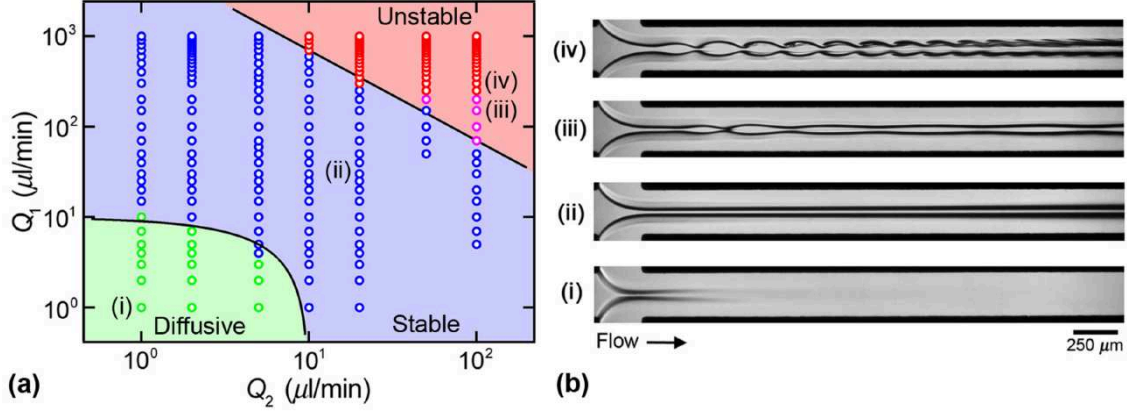 Unstable
10³
(iv)
(iii)
10²
(ii)
Q₁ (μl/min)
10¹
(i)
10⁰
Diffusive
Stable
10⁰
10¹
10²
Q₂ (μl/min)
(a)
(iv)
(iii)
(ii)
(i)
Flow
250 μm
(b)